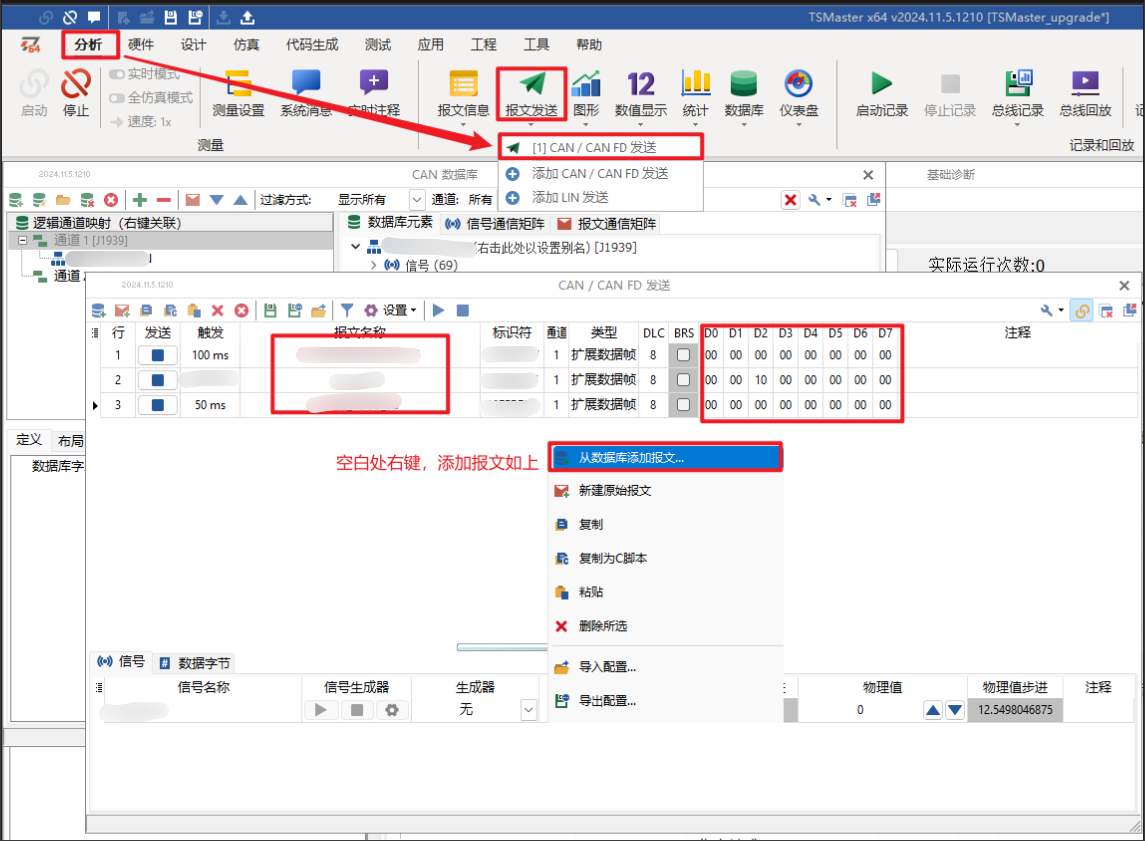 TSMaster x64 v2024.11.5.1210 [TSMaster_upgrade*]
分析 硬件 设计 仿真 代码生成 测试 应用 工程 工具 帮助
实时模式
全仿真模式
速度: 1x
启动 停止 测量设置 系统消息 实时注释 报文信息 报文发送 图形 数值显示 统计 数据库 仪表盘 启动记录 停止记录 总线记录 总线回放
12
测量 记录和回放
[1] CAN / CAN FD 发送
添加 CAN / CAN FD 发送
添加 LIN 发送
2024.11.5.1210 CAN 数据库 基础诊断
过滤方式: 显示所有 通道: 所有
逻辑通道映射（右键关联） 数据库元素 信号通信矩阵 报文通信矩阵
通道 1 [J1939] (右击此处以设置别名) [J1939]
信号 (69) 实际运行次数:0
通道
2024.11.5.1210 CAN / CAN FD 发送
设置
行 发送 触发 报文名称 标识符 通道 类型 DLC BRS D0 D1 D2 D3 D4 D5 D6 D7 注释
1 100 ms 1 扩展数据帧 8 00 00 00 00 00 00 00 00
2 1 扩展数据帧 8 00 00 10 00 00 00 00 00
3 50 ms 1 扩展数据帧 8 00 00 00 00 00 00 00 00
定义 布局
数据库字
空白处右键，添加报文如上
从数据库添加报文...
新建原始报文
复制
复制为C脚本
粘贴
删除所选
导入配置...
导出配置...
信号 数据字节
信号名称 信号生成器 生成器 物理值 物理值步进 注释
无 0 12.5498046875